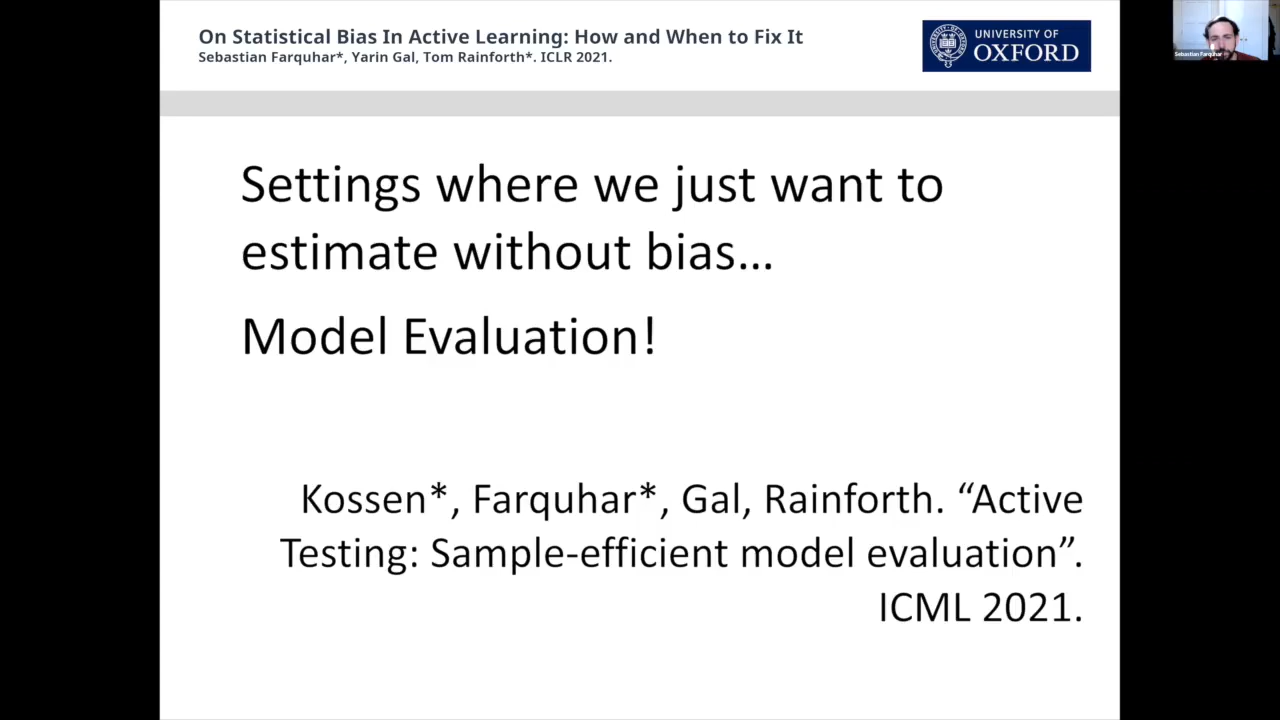 On Statistical Bias In Active Learning: How and When to Fix It
Sebastian Farquhar*, Yarin Gal, Tom Rainforth*. ICLR 2021.
UNIVERSITY OF
OXFORD
Sebastian Farquhar
Settings where we just want to
estimate without bias...
Model Evaluation!
Kossen*, Farquhar*, Gal, Rainforth. “Active
Testing: Sample-efficient model evaluation”.
ICML 2021.